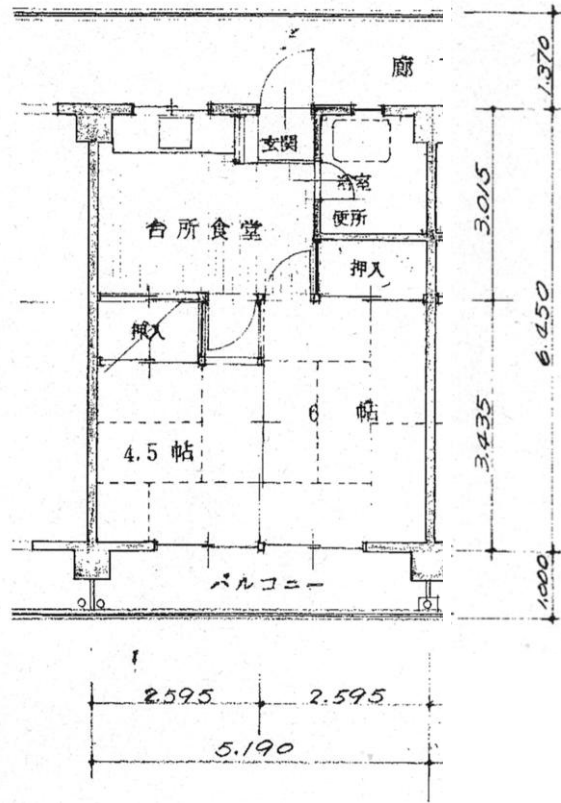 廊
玄関
浴室
便所
台所食堂
押入
押入
6 帖
4.5 帖
バルコニー
1.370
3.015
6.450
3.435
1.000
2.595
2.595
5.190